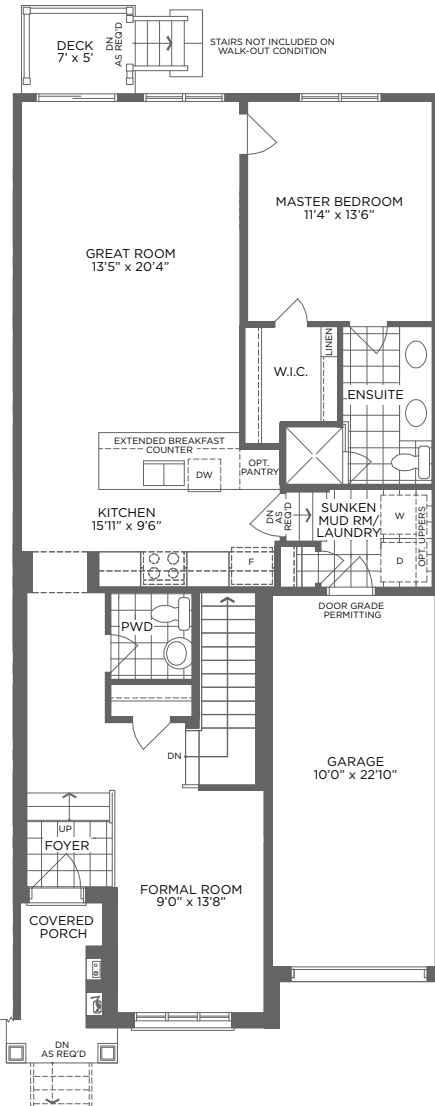 DECK
7' x 5'
DN
AS REQ'D
STAIRS NOT INCLUDED ON
WALK-OUT CONDITION
MASTER BEDROOM
11'4" x 13'6"
GREAT ROOM
13'5" x 20'4"
LINEN
W.I.C.
ENSUITE
EXTENDED BREAKFAST
COUNTER
DW
OPT.
PANTRY
KITCHEN
15'11" x 9'6"
DN
AS
REQ'D
SUNKEN
MUD RM/
LAUNDRY
W
D
OPT. UPPERS
F
DOOR GRADE
PERMITTING
PWD
DN
GARAGE
10'0" x 22'10"
UP
FOYER
FORMAL ROOM
9'0" x 13'8"
COVERED
PORCH
DN
AS REQ'D